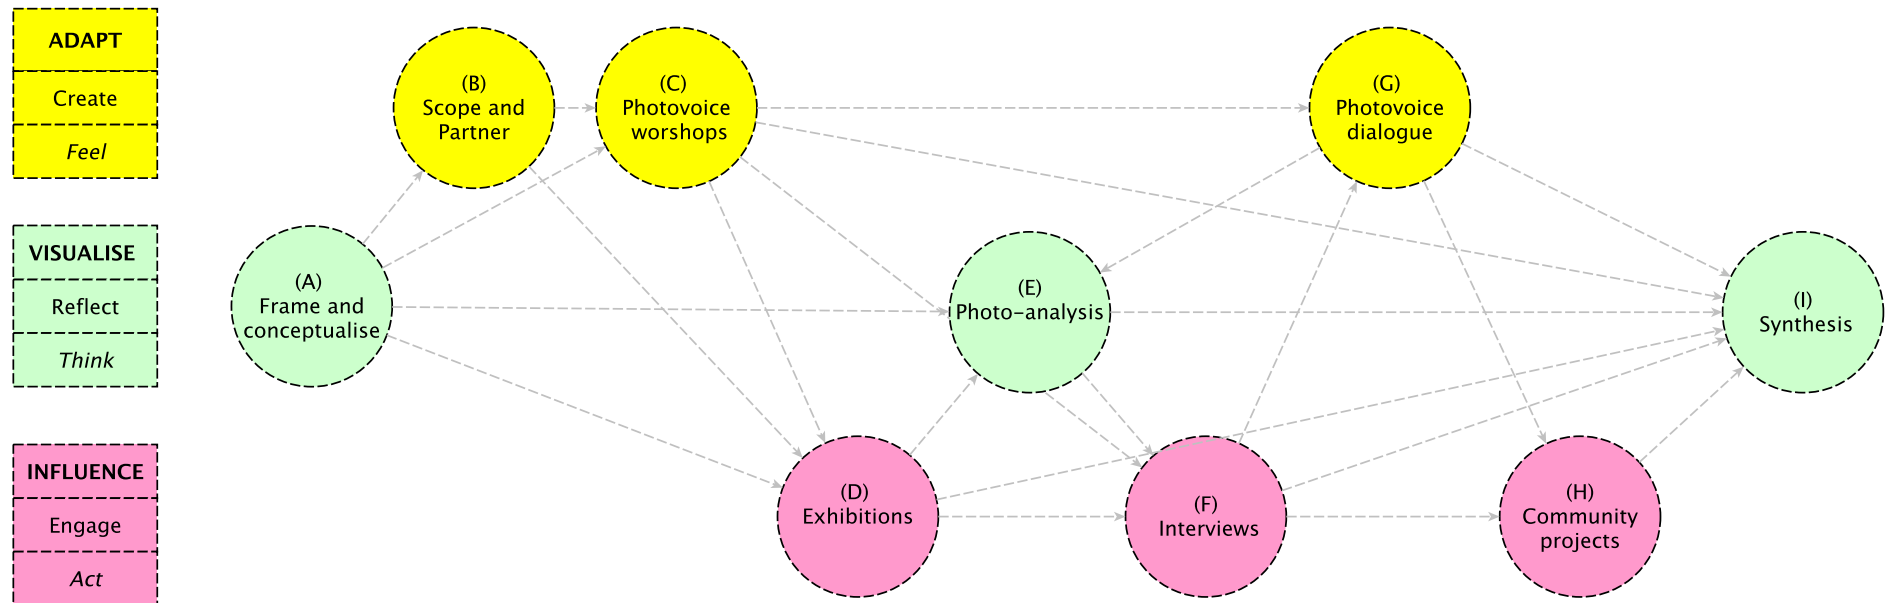 ADAPT
Create
Feel
VISUALISE
Reflect
Think
INFLUENCE
Engage
Act
(A)
Frame and
conceptualise
(B)
Scope and
Partner
(C)
Photovoice
worshops
(D)
Exhibitions
(E)
Photo-analysis
(F)
Interviews
(G)
Photovoice
dialogue
(H)
Community
projects
(I)
Synthesis